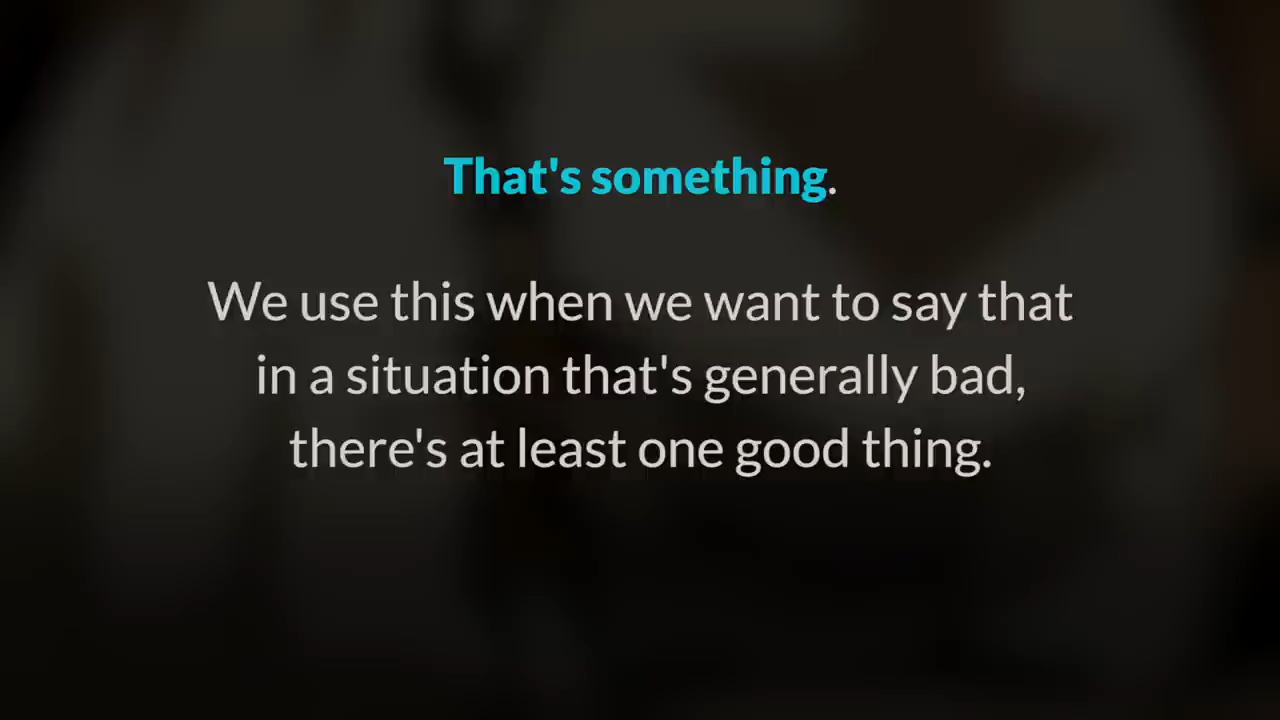 That's something.
We use this when we want to say that
in a situation that's generally bad,
there's at least one good thing.